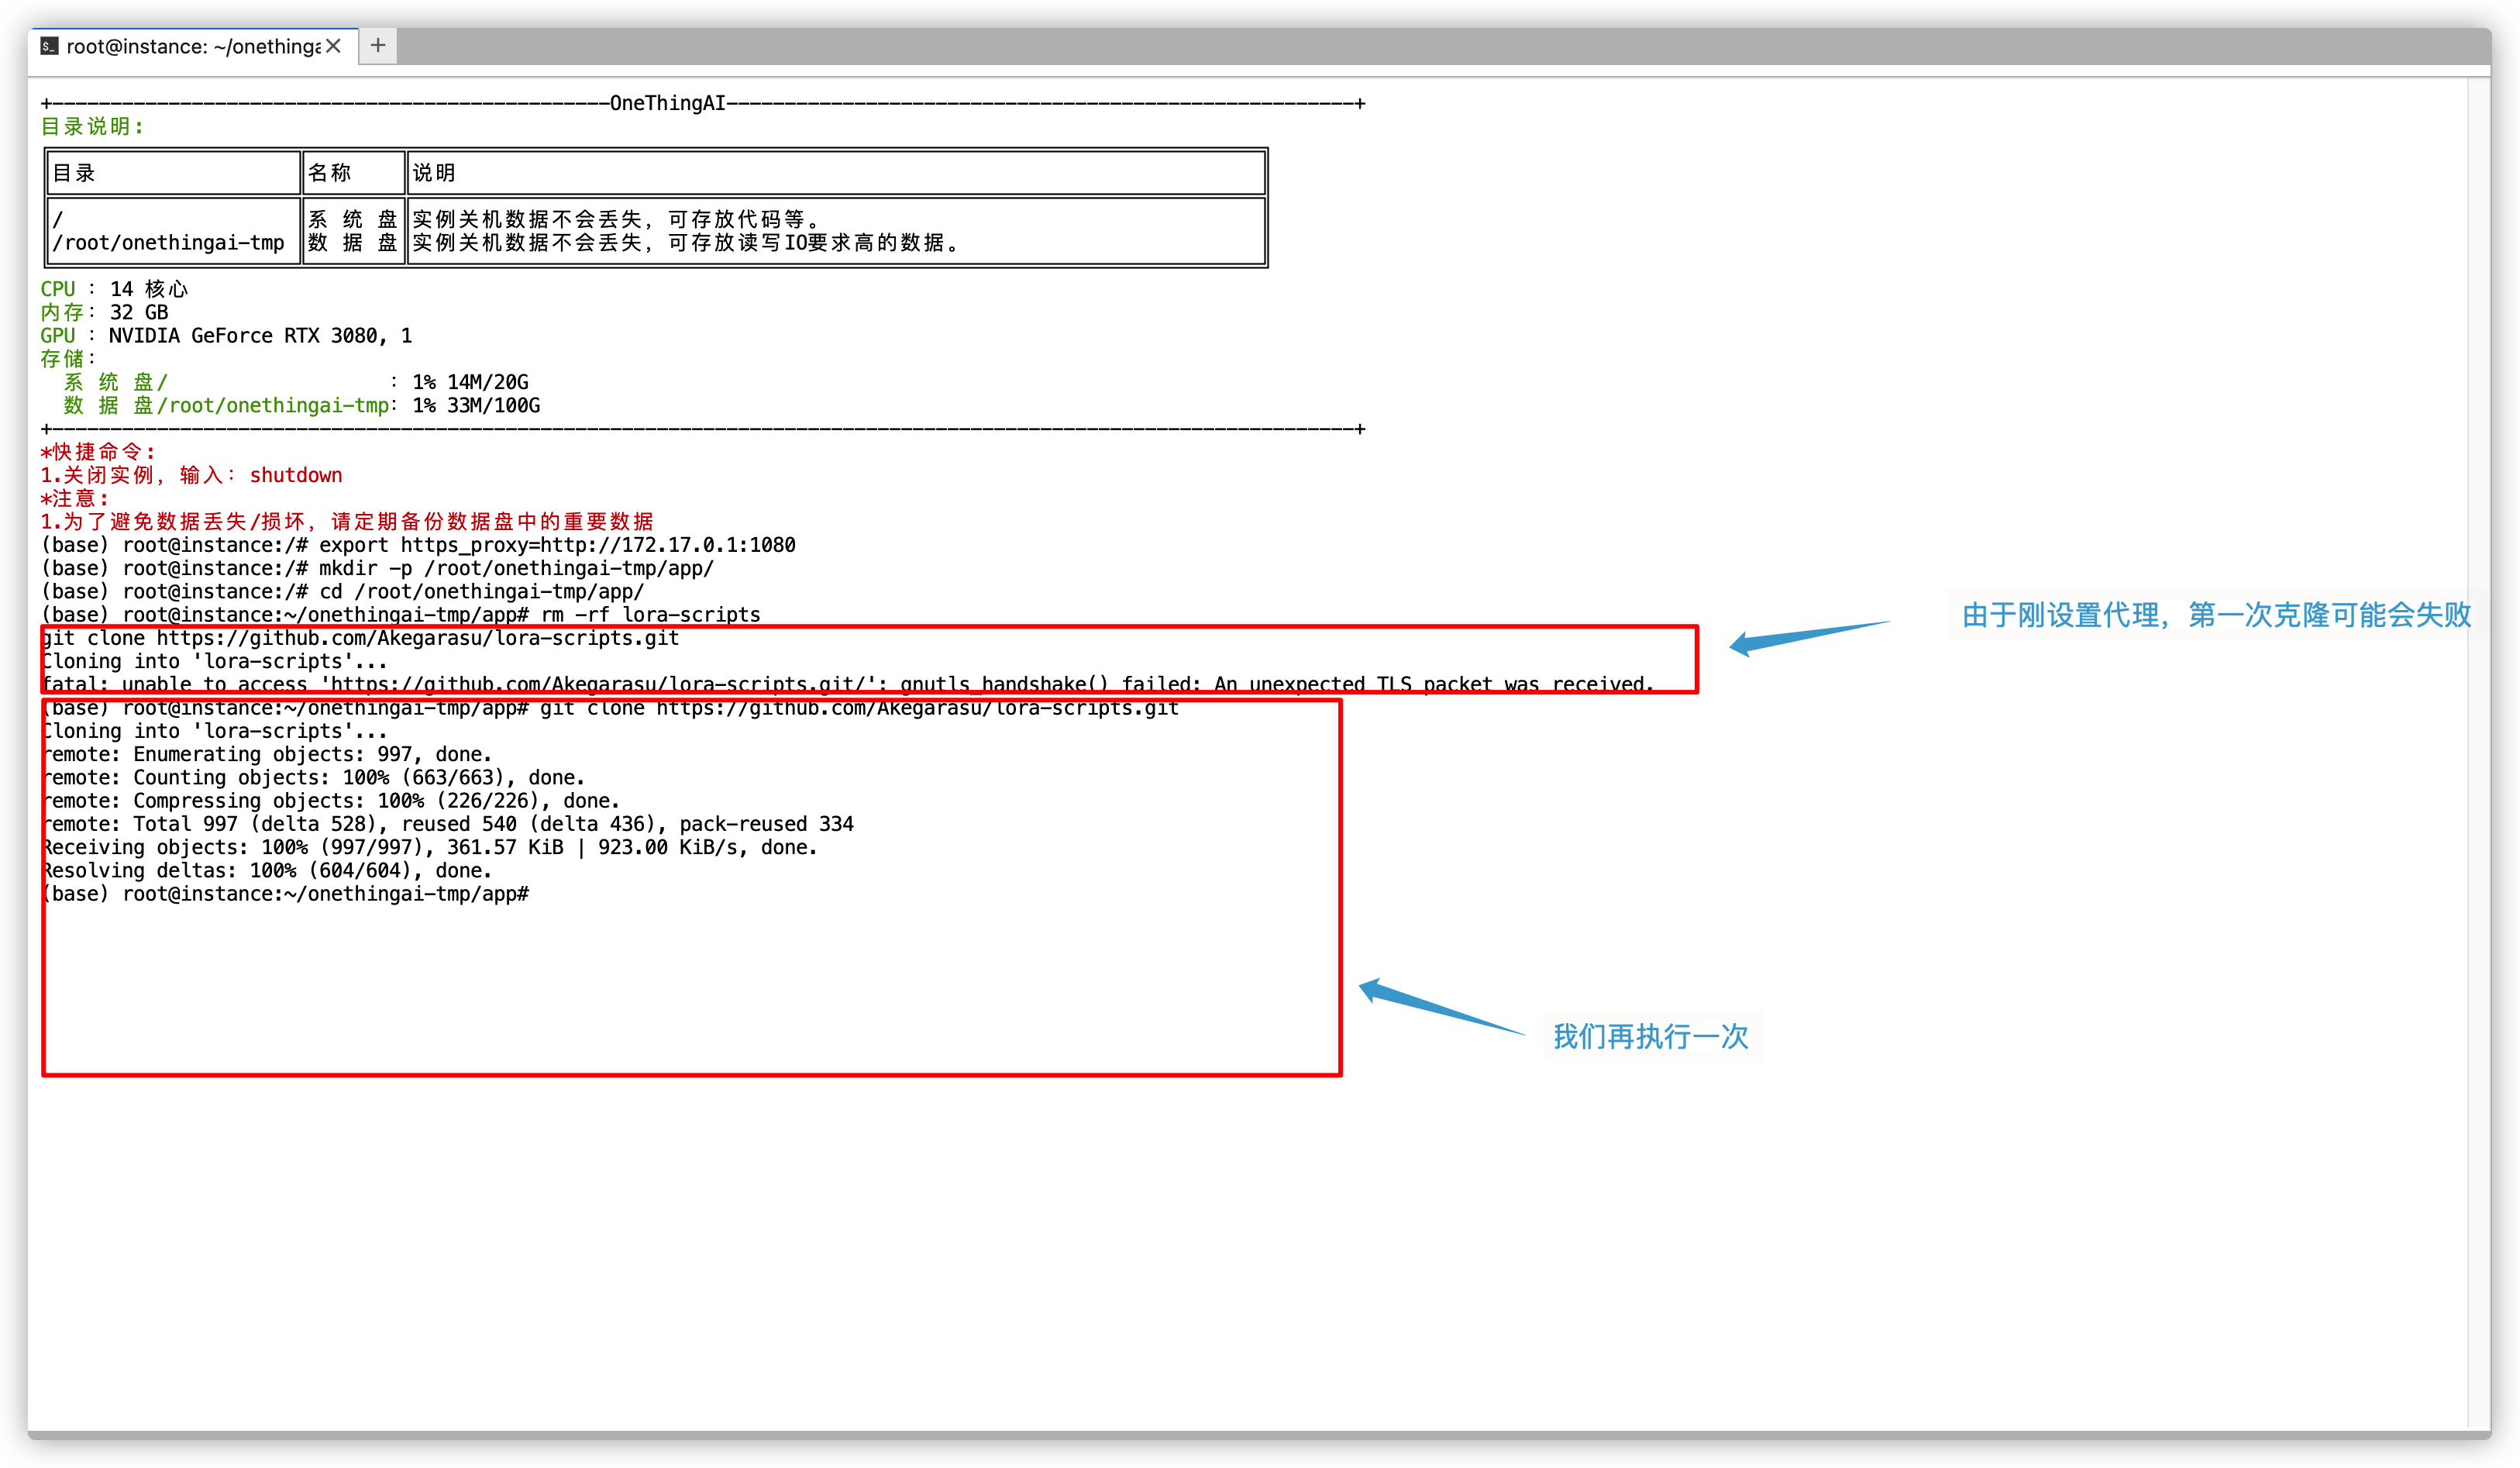 root@instance: ~/onethinga
+————————————————————————————————————————————————OneThingAI——————————————————————————————————————————————————————+
目录说明:
目录 名称 说明
/ 系 统 盘 实例关机数据不会丢失，可存放代码等。
/root/onethingai-tmp 数 据 盘 实例关机数据不会丢失，可存放读写IO要求高的数据。
CPU : 14 核心
内存: 32 GB
GPU : NVIDIA GeForce RTX 3080, 1
存储:
系 统 盘/ : 1% 14M/20G
数 据 盘/root/onethingai-tmp: 1% 33M/100G
+————————————————————————————————————————————————————————————————————————————————————————————————————————————————+
*快捷命令:
1.关闭实例，输入: shutdown
*注意:
1.为了避免数据丢失/损坏，请定期备份数据盘中的重要数据
(base) root@instance:/# export https_proxy=http://172.17.0.1:1080
(base) root@instance:/# mkdir -p /root/onethingai-tmp/app/
(base) root@instance:/# cd /root/onethingai-tmp/app/
(base) root@instance:~/onethingai-tmp/app# rm -rf lora-scripts
由于刚设置代理，第一次克隆可能会失败
git clone https://github.com/Akegarasu/lora-scripts.git
Cloning into 'lora-scripts'...
fatal: unable to access 'https://github.com/Akegarasu/lora-scripts.git/': gnutls_handshake() failed: An unexpected TLS packet was received.
(base) root@instance:~/onethingai-tmp/app# git clone https://github.com/Akegarasu/lora-scripts.git
Cloning into 'lora-scripts'...
remote: Enumerating objects: 997, done.
remote: Counting objects: 100% (663/663), done.
remote: Compressing objects: 100% (226/226), done.
remote: Total 997 (delta 528), reused 540 (delta 436), pack-reused 334
Receiving objects: 100% (997/997), 361.57 KiB | 923.00 KiB/s, done.
Resolving deltas: 100% (604/604), done.
(base) root@instance:~/onethingai-tmp/app#
我们再执行一次